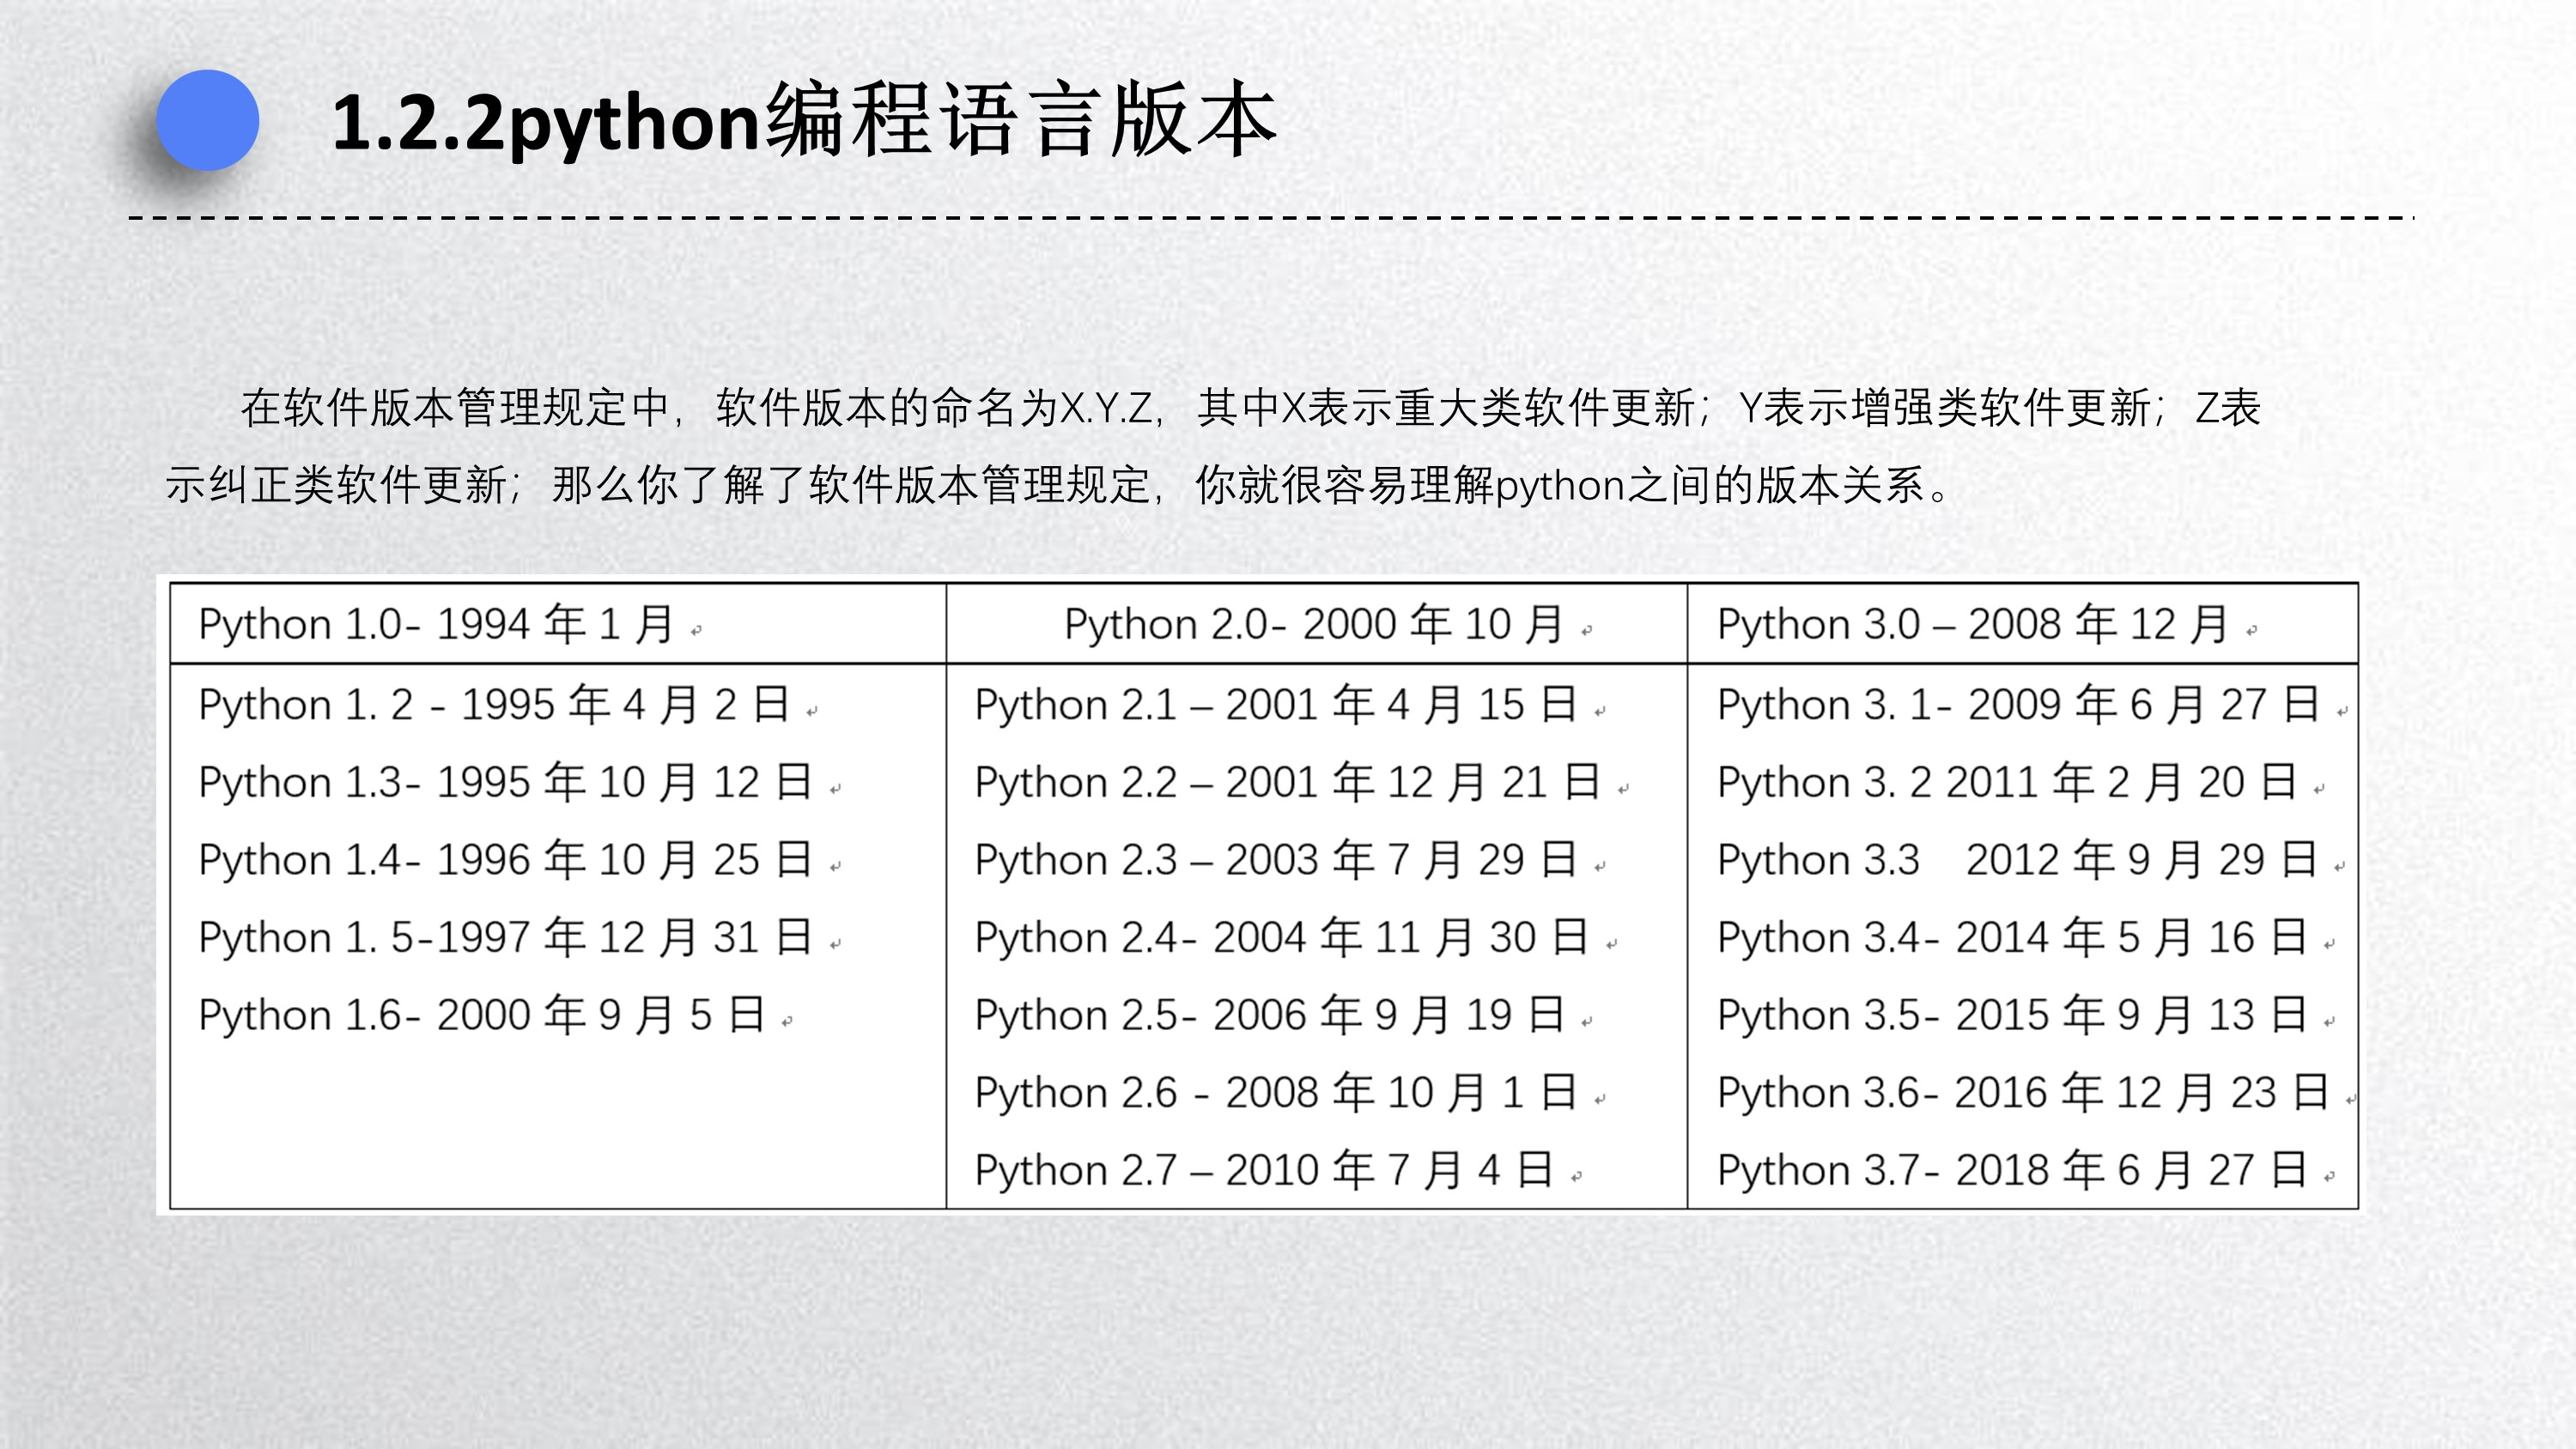 1.2.2python编程语言版本
在软件版本管理规定中，软件版本的命名为X.Y.Z，其中X表示重大类软件更新；Y表示增强类软件更新；Z表
示纠正类软件更新；那么你了解了软件版本管理规定，你就很容易理解python之间的版本关系。
Python 1.0- 1994 年 1 月
Python 2.0- 2000 年 10 月
Python 3.0 – 2008 年 12 月
Python 1. 2 - 1995 年 4 月 2 日
Python 1.3- 1995 年 10 月 12 日
Python 1.4- 1996 年 10 月 25 日
Python 1. 5-1997 年 12 月 31 日
Python 1.6- 2000 年 9 月 5 日
Python 2.1 – 2001 年 4 月 15 日
Python 2.2 – 2001 年 12 月 21 日
Python 2.3 – 2003 年 7 月 29 日
Python 2.4- 2004 年 11 月 30 日
Python 2.5- 2006 年 9 月 19 日
Python 2.6 - 2008 年 10 月 1 日
Python 2.7 – 2010 年 7 月 4 日
Python 3. 1- 2009 年 6 月 27 日
Python 3. 2 2011 年 2 月 20 日
Python 3.3 2012 年 9 月 29 日
Python 3.4- 2014 年 5 月 16 日
Python 3.5- 2015 年 9 月 13 日
Python 3.6- 2016 年 12 月 23 日
Python 3.7- 2018 年 6 月 27 日